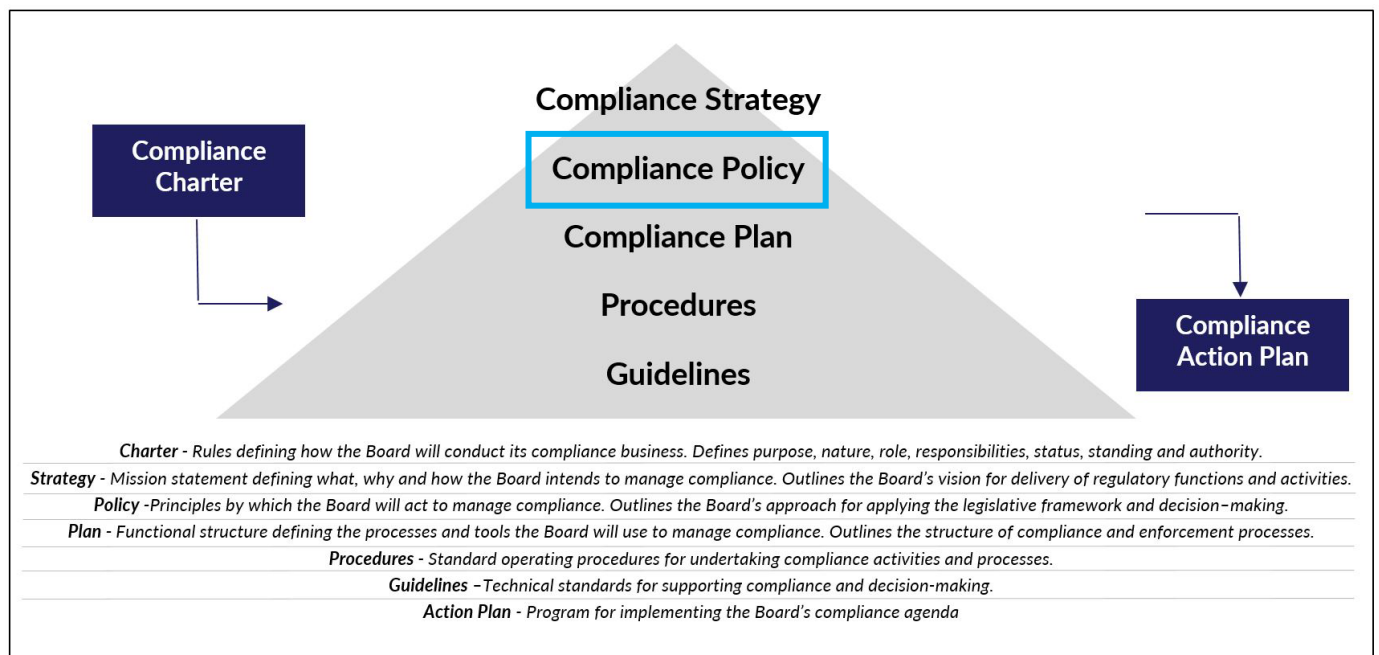 Compliance Strategy
Compliance
Charter
Compliance Policy
Compliance Plan
Procedures
Compliance
Action Plan
Guidelines
Charter - Rules defining how the Board will conduct its compliance business. Defines purpose, nature, role, responsibilities, status, standing and authority.
Strategy - Mission statement defining what, why and how the Board intends to manage compliance. Outlines the Board's vision for delivery of regulatory functions and activities.
Policy -Principles by which the Board will act to manage compliance. Outlines the Board's approach for applying the legislative framework and decision–making.
Plan - Functional structure defining the processes and tools the Board will use to manage compliance. Outlines the structure of compliance and enforcement processes.
Procedures - Standard operating procedures for undertaking compliance activities and processes.
Guidelines –Technical standards for supporting compliance and decision-making.
Action Plan - Program for implementing the Board's compliance agenda